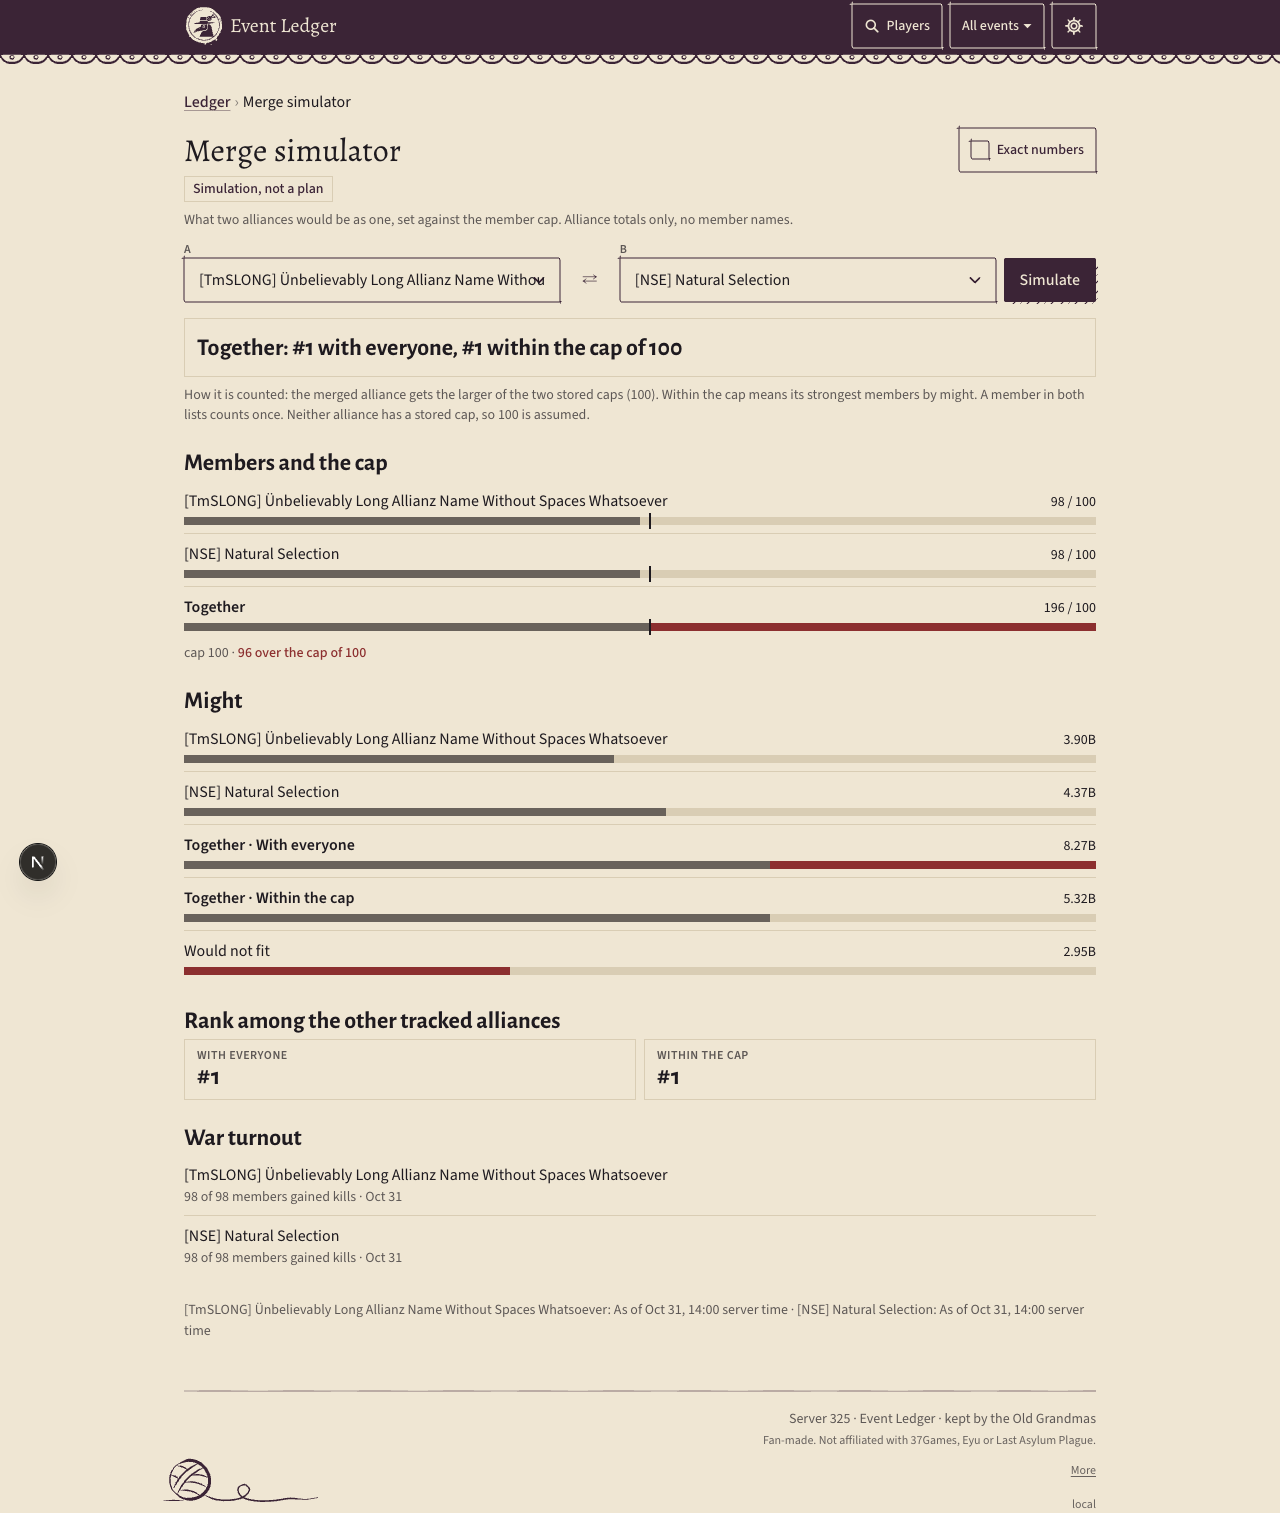 Event Ledger
Players
All events
Ledger › Merge simulator
Merge simulator
Exact numbers
Simulation, not a plan
What two alliances would be as one, set against the member cap. Alliance totals only, no member names.
A
B
[TmSLONG] Ünbelievably Long Allianz Name Withou
[NSE] Natural Selection
Simulate
Together: #1 with everyone, #1 within the cap of 100
How it is counted: the merged alliance gets the larger of the two stored caps (100). Within the cap means its strongest members by might. A member in both
lists counts once. Neither alliance has a stored cap, so 100 is assumed.
Members and the cap
[TmSLONG] Ünbelievably Long Allianz Name Without Spaces Whatsoever
98 / 100
[NSE] Natural Selection
98 / 100
Together
196 / 100
cap 100 · 96 over the cap of 100
Might
[TmSLONG] Ünbelievably Long Allianz Name Without Spaces Whatsoever
3.90B
[NSE] Natural Selection
4.37B
Together · With everyone
8.27B
Together · Within the cap
5.32B
Would not fit
2.95B
Rank among the other tracked alliances
WITH EVERYONE
#1
WITHIN THE CAP
#1
War turnout
[TmSLONG] Ünbelievably Long Allianz Name Without Spaces Whatsoever
98 of 98 members gained kills · Oct 31
[NSE] Natural Selection
98 of 98 members gained kills · Oct 31
[TmSLONG] Ünbelievably Long Allianz Name Without Spaces Whatsoever: As of Oct 31, 14:00 server time · [NSE] Natural Selection: As of Oct 31, 14:00 server
time
Server 325 · Event Ledger · kept by the Old Grandmas
Fan-made. Not affiliated with 37Games, Eyu or Last Asylum Plague.
More
local
N